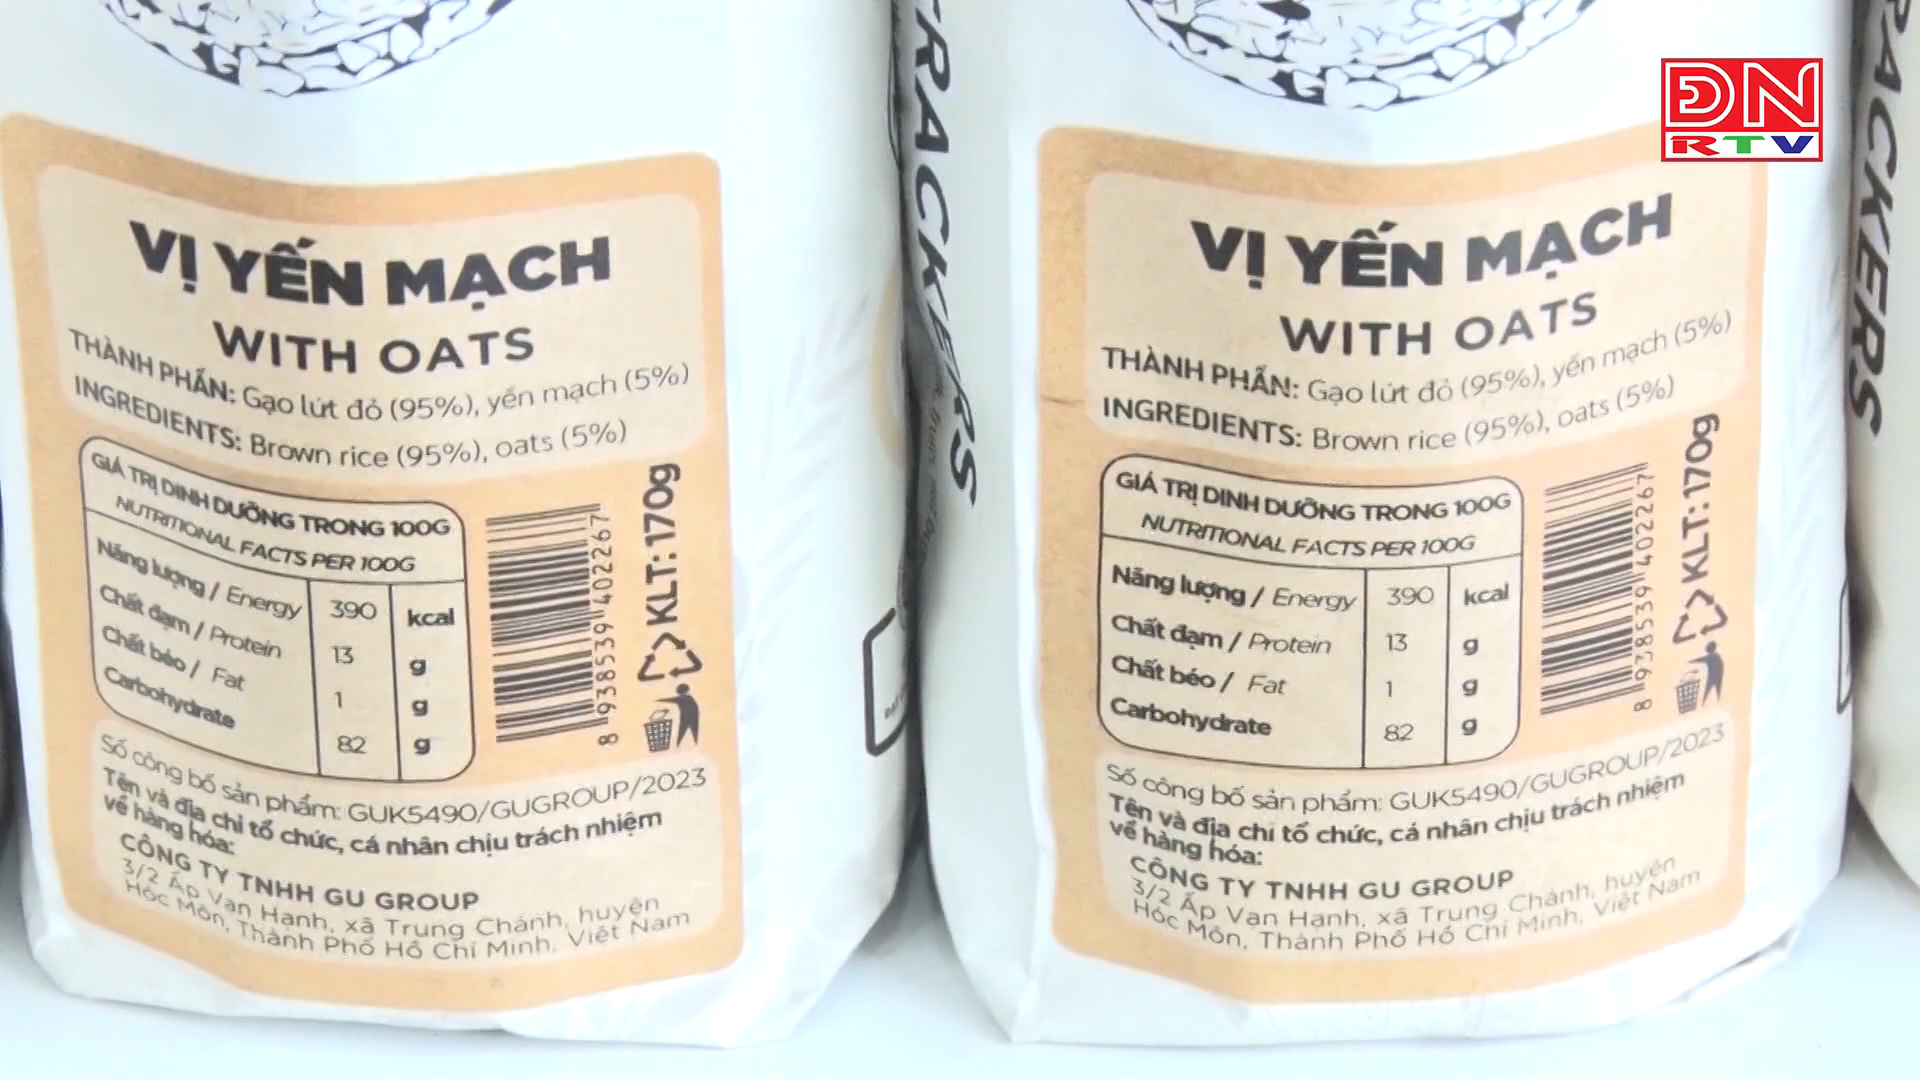 VỊ YẾN MẠCH
WITH OATS
THÀNH PHẦN: Gạo lứt đỏ (95%), yến mạch (5%)
INGREDIENTS: Brown rice (95%), oats (5%)
GIÁ TRỊ DINH DƯỠNG TRONG 100G
NUTRITIONAL FACTS PER 100G
Năng lượng / Energy 390 kcal
Chất đạm / Protein 13 g
Chất béo / Fat 1 g
Carbohydrate 82 g
8 938539 402267
KLT: 170g
Số công bố sản phẩm: GUK5490/GUGROUP/2023
Tên và địa chỉ tổ chức, cá nhân chịu trách nhiệm
về hàng hóa:
CÔNG TY TNHH GU GROUP
3/2 Ấp Vạn Hạnh, xã Trung Chánh, huyện
Hóc Môn, Thành Phố Hồ Chí Minh, Việt Nam
CRACKERS
VỊ YẾN MẠCH
WITH OATS
THÀNH PHẦN: Gạo lứt đỏ (95%), yến mạch (5%)
INGREDIENTS: Brown rice (95%), oats (5%)
GIÁ TRỊ DINH DƯỠNG TRONG 100G
NUTRITIONAL FACTS PER 100G
Năng lượng / Energy 390 kcal
Chất đạm / Protein 13 g
Chất béo / Fat 1 g
Carbohydrate 82 g
8 938539 402267
KLT: 170g
Số công bố sản phẩm: GUK5490/GUGROUP/2023
Tên và địa chỉ tổ chức, cá nhân chịu trách nhiệm
về hàng hóa:
CÔNG TY TNHH GU GROUP
3/2 Ấp Vạn Hạnh, xã Trung Chánh, huyện
Hóc Môn, Thành Phố Hồ Chí Minh, Việt Nam
RACKERS
ĐN
RTV